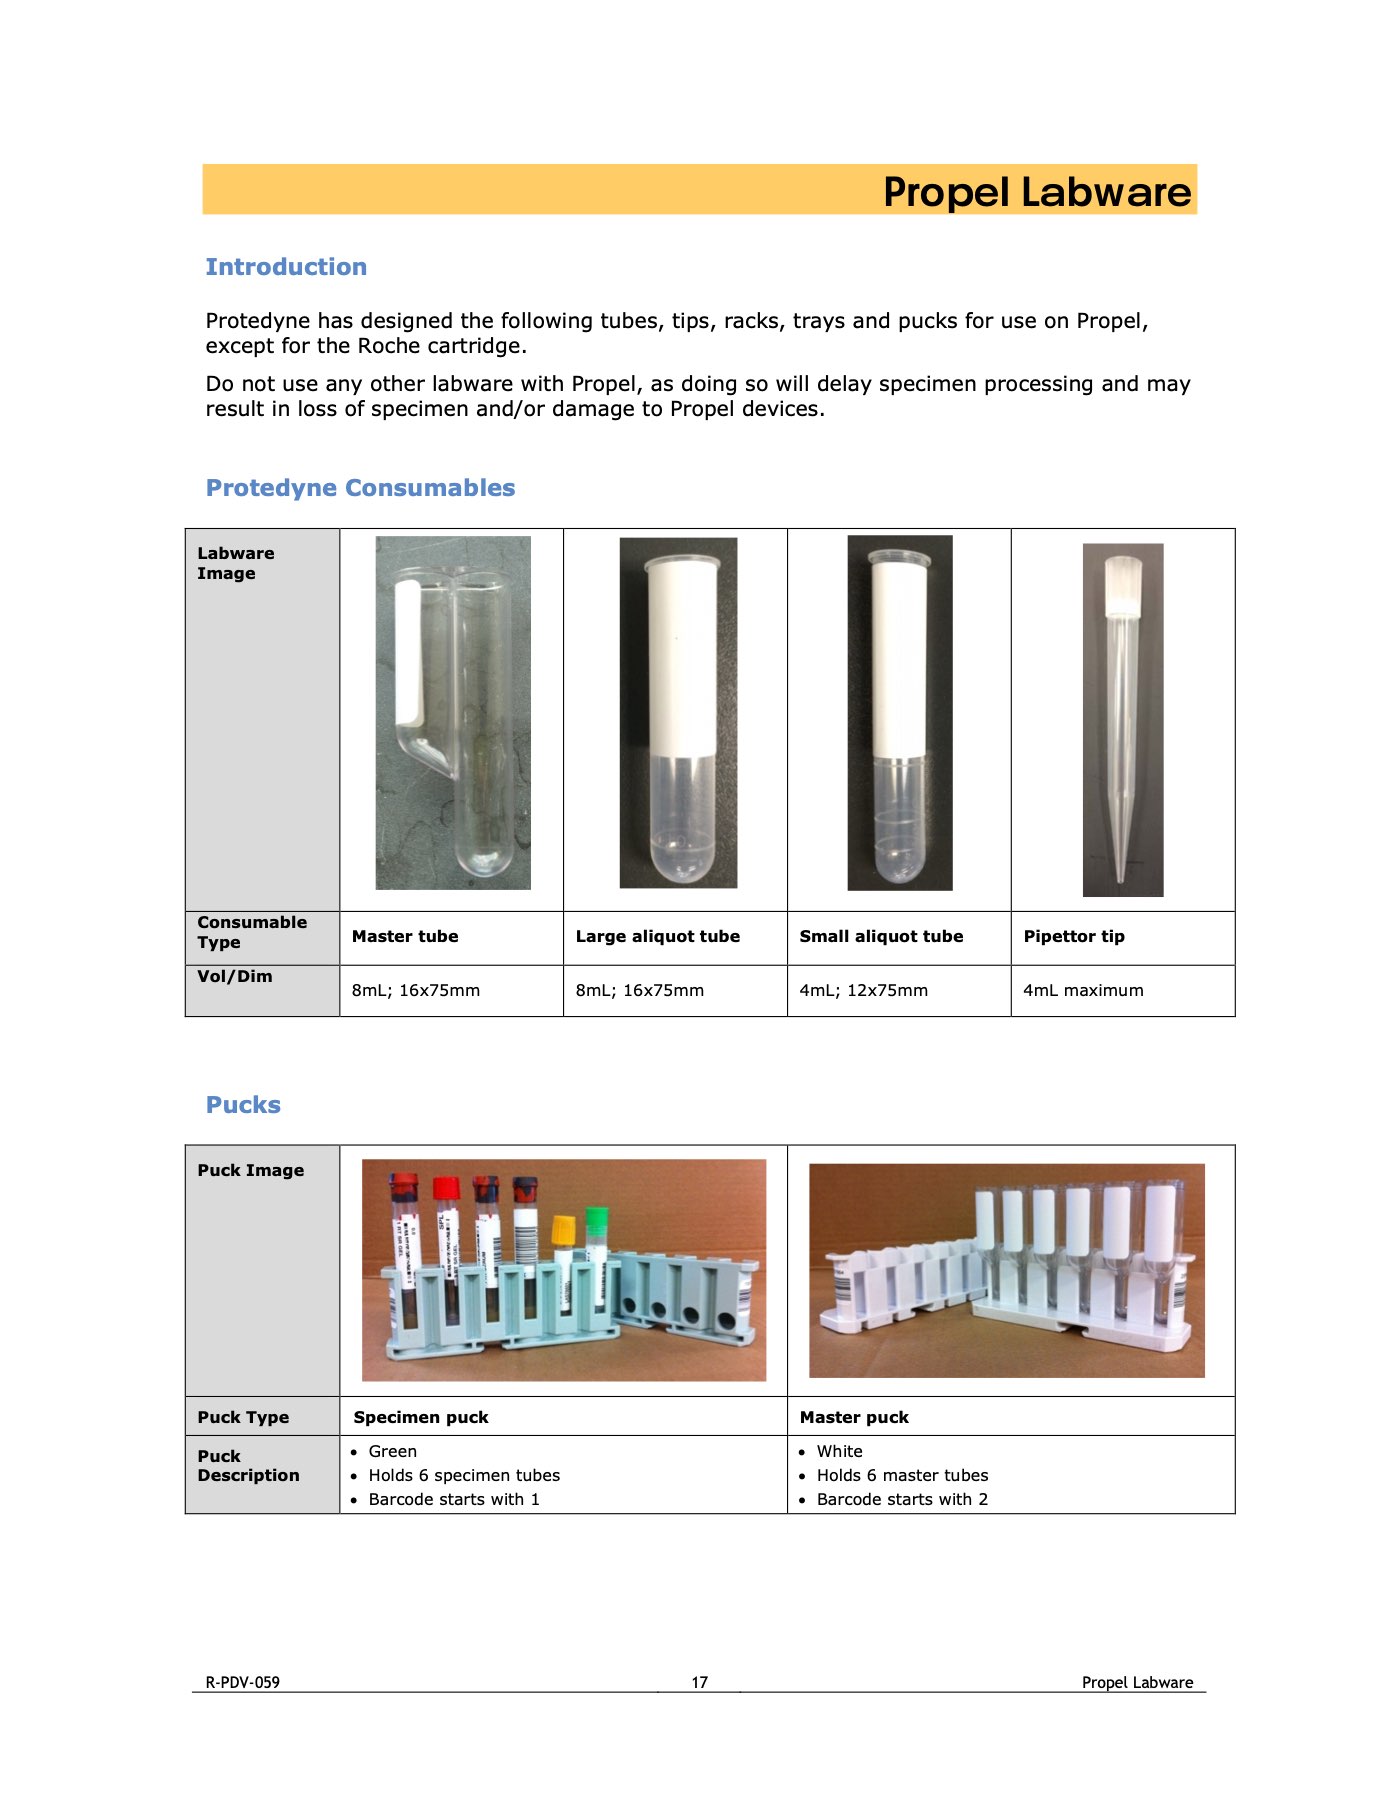 Propel Labware
Introduction
Protedyne has designed the following tubes, tips, racks, trays and pucks for use on Propel,
except for the Roche cartridge.
Do not use any other labware with Propel, as doing so will delay specimen processing and may
result in loss of specimen and/or damage to Propel devices.
Protedyne Consumables
Labware
Image
Consumable
Type
Master tube
Large aliquot tube
Small aliquot tube
Pipettor tip
Vol/Dim
8mL; 16x75mm
8mL; 16x75mm
4mL; 12x75mm
4mL maximum
Pucks
Puck Image
SPL
Puck Type
Specimen puck
Master puck
Puck
Description
• Green
• Holds 6 specimen tubes
• Barcode starts with 1
• White
• Holds 6 master tubes
• Barcode starts with 2
R-PDV-059
17
Propel Labware